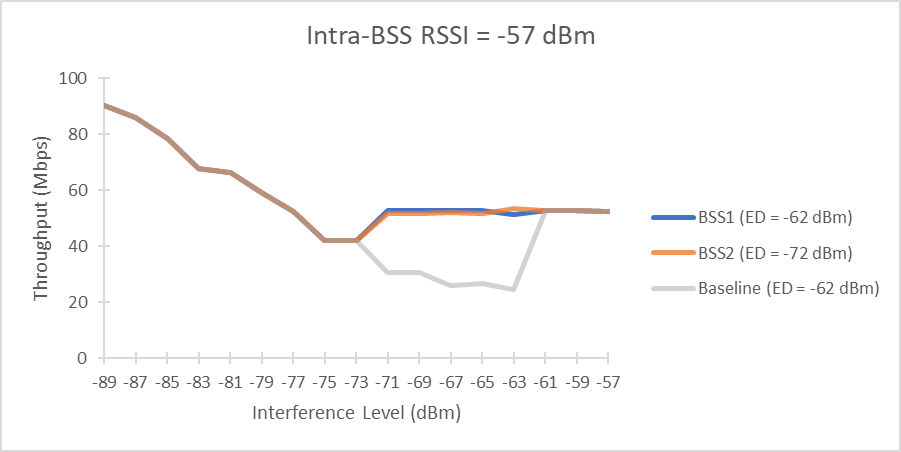 Intra-BSS RSSI = -57 dBm
Throughput (Mbps)
100
80
60
40
20
0
-89 -87 -85 -83 -81 -79 -77 -75 -73 -71 -69 -67 -65 -63 -61 -59 -57
Interference Level (dBm)
BSS1 (ED = -62 dBm)
BSS2 (ED = -72 dBm)
Baseline (ED = -62 dBm)